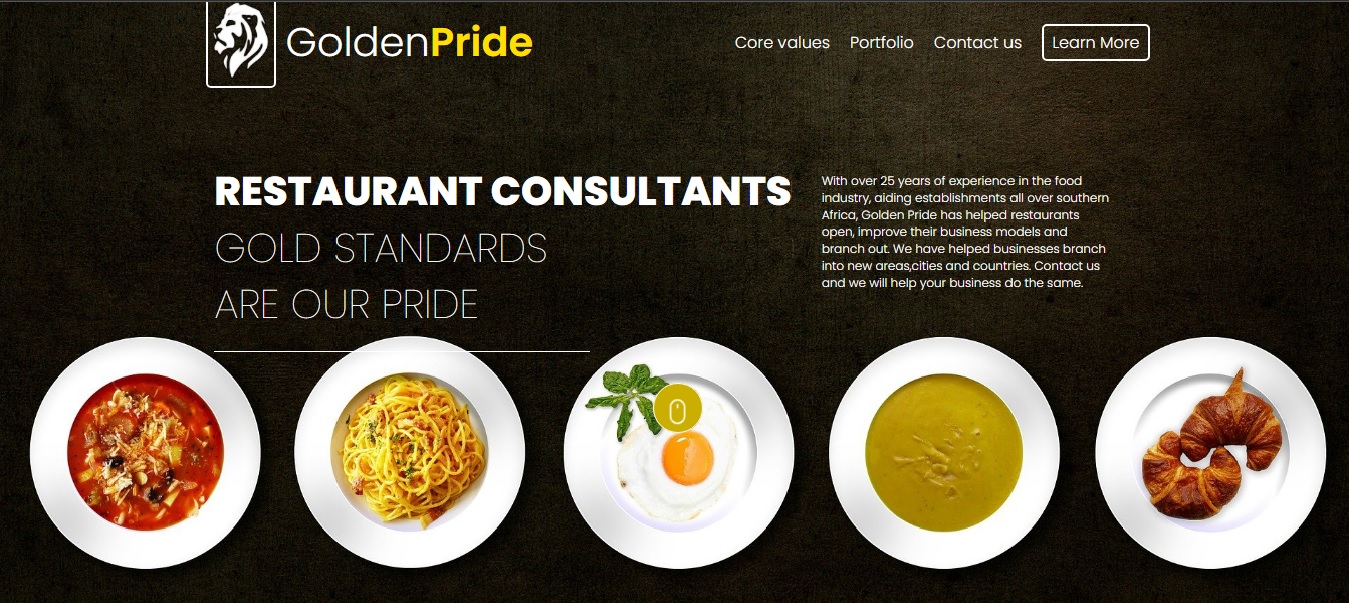 GoldenPride
Core values
Portfolio
Contact us
Learn More
RESTAURANT CONSULTANTS
GOLD STANDARDS
ARE OUR PRIDE
With over 25 years of experience in the food
industry, aiding establishments all over southern
Africa, Golden Pride has helped restaurants
open, improve their business models and
branch out. We have helped businesses branch
into new areas,cities and countries. Contact us
and we will help your business do the same.